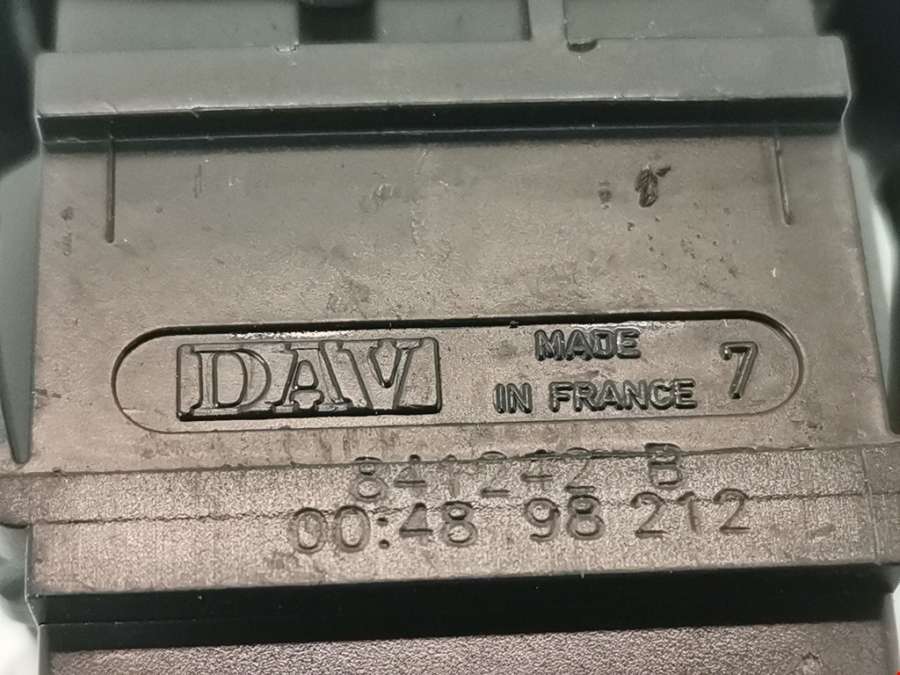 DAV
MADE
IN FRANCE
7
841242 B
00:48 98 212